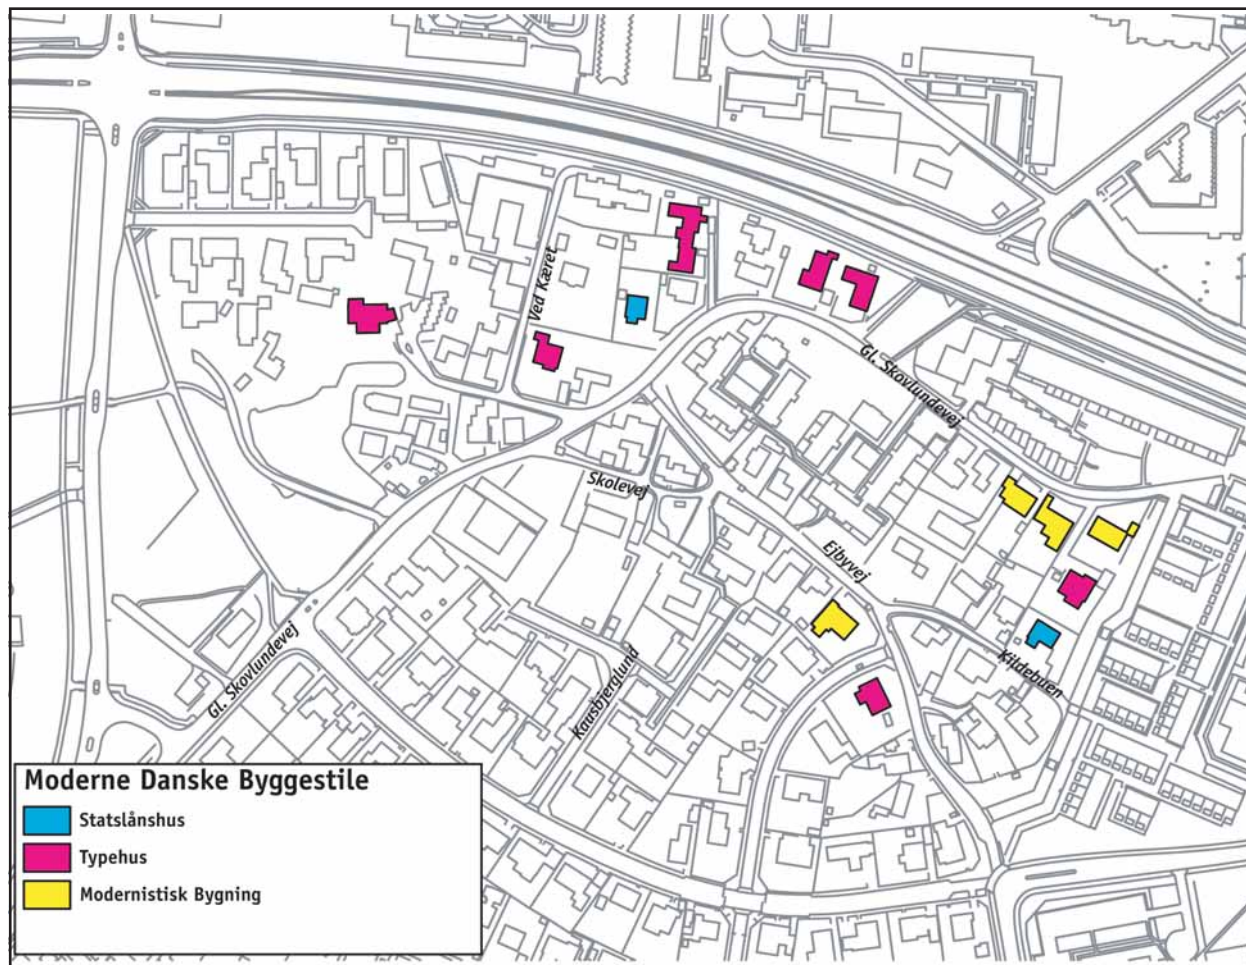 Ved Kæret
Gl. Skovlundevej
Skolevej
Ejbyvej
Kildebuen
Kausbjerglund
Gl. Skovlundevej
Moderne Danske Byggestile
Statslånshus
Typehus
Modernistisk Bygning